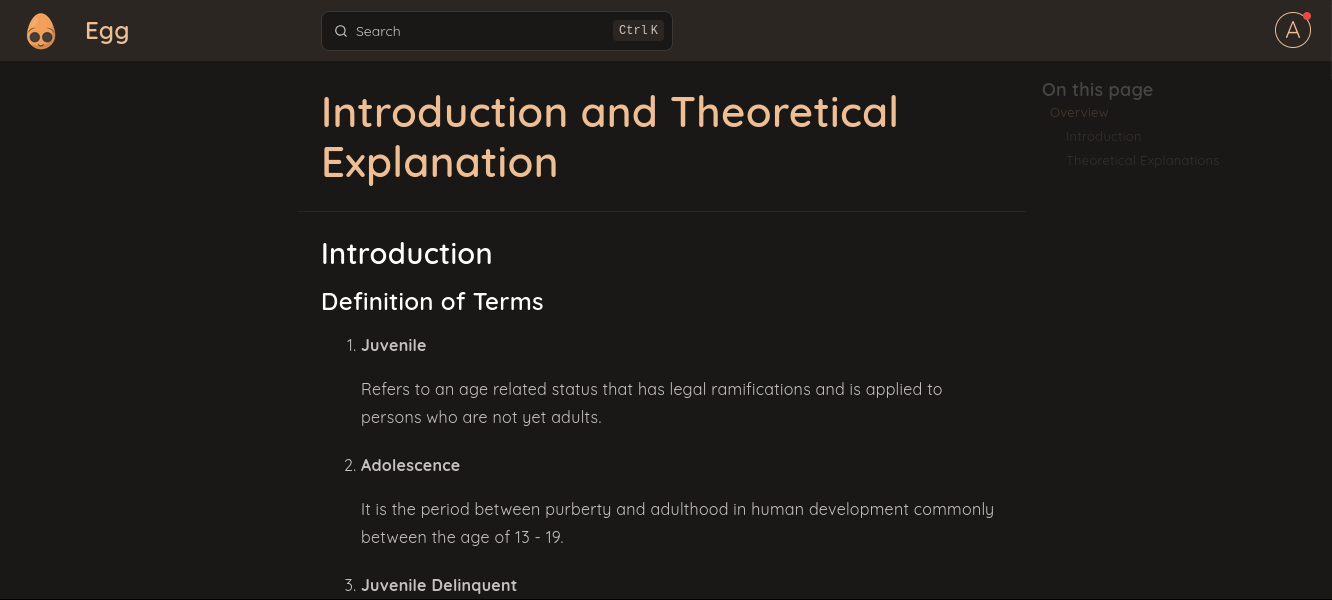 Egg
Search
Ctrl K
A
On this page
Overview
Introduction
Theoretical Explanations
Introduction and Theoretical
Explanation
Introduction
Definition of Terms
1. Juvenile
Refers to an age related status that has legal ramifications and is applied to
persons who are not yet adults.
2. Adolescence
It is the period between purberty and adulthood in human development commonly
between the age of 13 - 19.
3. Juvenile Delinquent